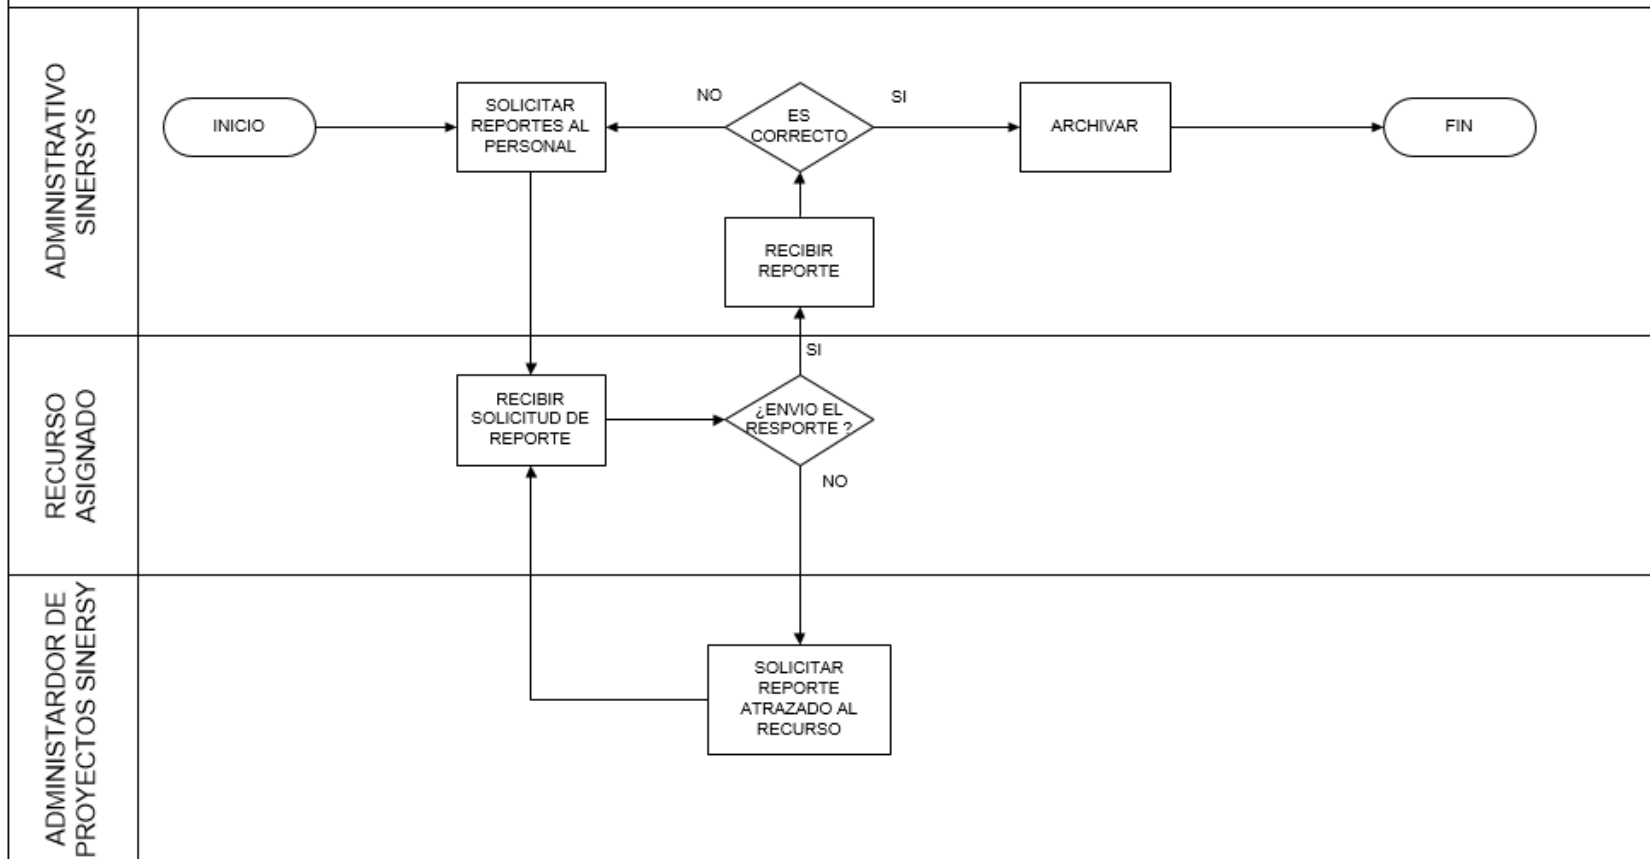 ADMINISTRATIVO
SINERSYS
INICIO
SOLICITAR
REPORTES AL
PERSONAL
NO
ES
CORRECTO
SI
ARCHIVAR
FIN
RECIBIR
REPORTE
RECURSO
ASIGNADO
RECIBIR
SOLICITUD DE
REPORTE
SI
¿ENVIO EL
RESPORTE ?
NO
ADMINISTARDOR DE
PROYECTOS SINERSY
SOLICITAR
REPORTE
ATRAZADO AL
RECURSO